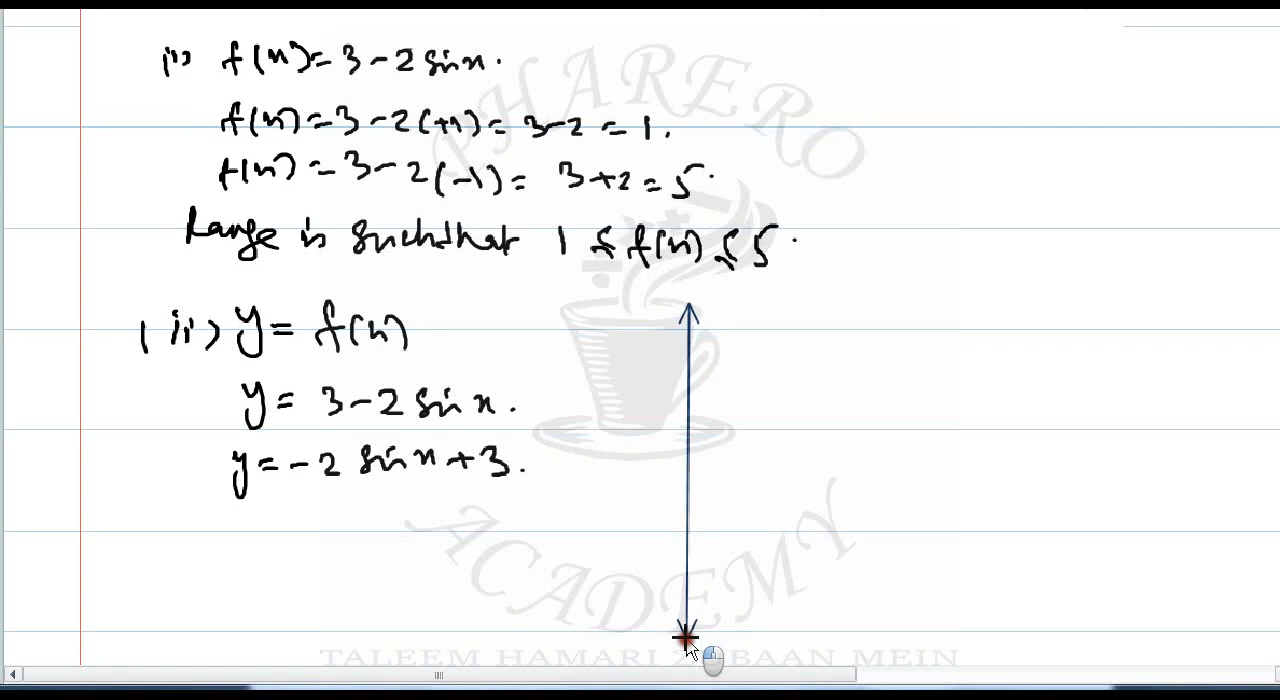 i) f(x) = 3 - 2 sin x.
f(x) = 3 - 2(+1) = 3 - 2 = 1.
f(x) = 3 - 2(-1) = 3 + 2 = 5.
Range is such that 1 ≤ f(x) ≤ 5.
ii) y = f(x)
y = 3 - 2 sin x.
y = -2 sin x + 3.
PHARERO
ACADEMY
TALEEM HAMARI ZUBAAN MEIN